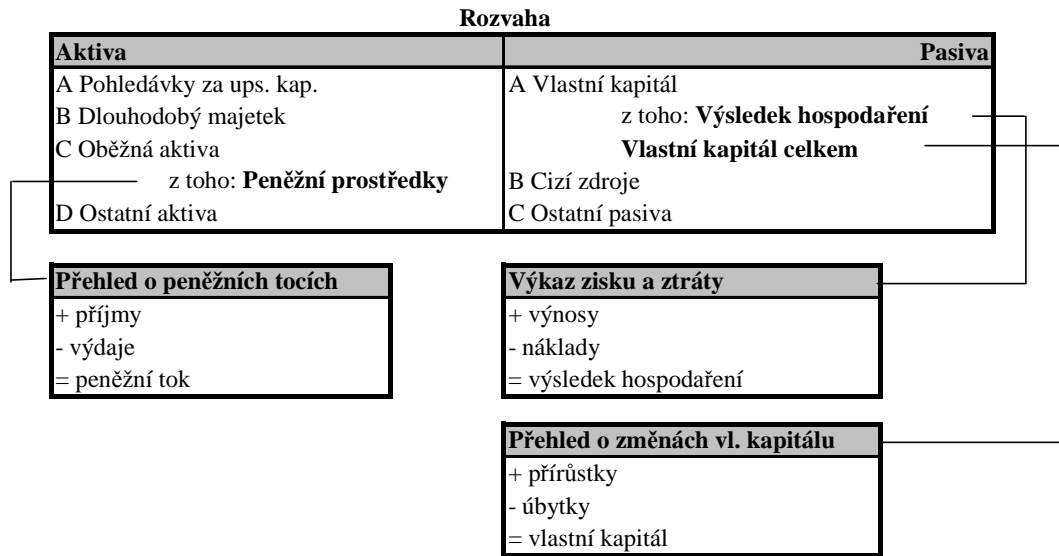 Rozvaha
Aktiva Pasiva
A Pohledávky za ups. kap. A Vlastní kapitál
B Dlouhodobý majetek z toho: Výsledek hospodaření
C Oběžná aktiva Vlastní kapitál celkem
z toho: Peněžní prostředky B Cizí zdroje
D Ostatní aktiva C Ostatní pasiva
Přehled o peněžních tocích
+ příjmy
- výdaje
= peněžní tok
Výkaz zisku a ztráty
+ výnosy
- náklady
= výsledek hospodaření
Přehled o změnách vl. kapitálu
+ přírůstky
- úbytky
= vlastní kapitál